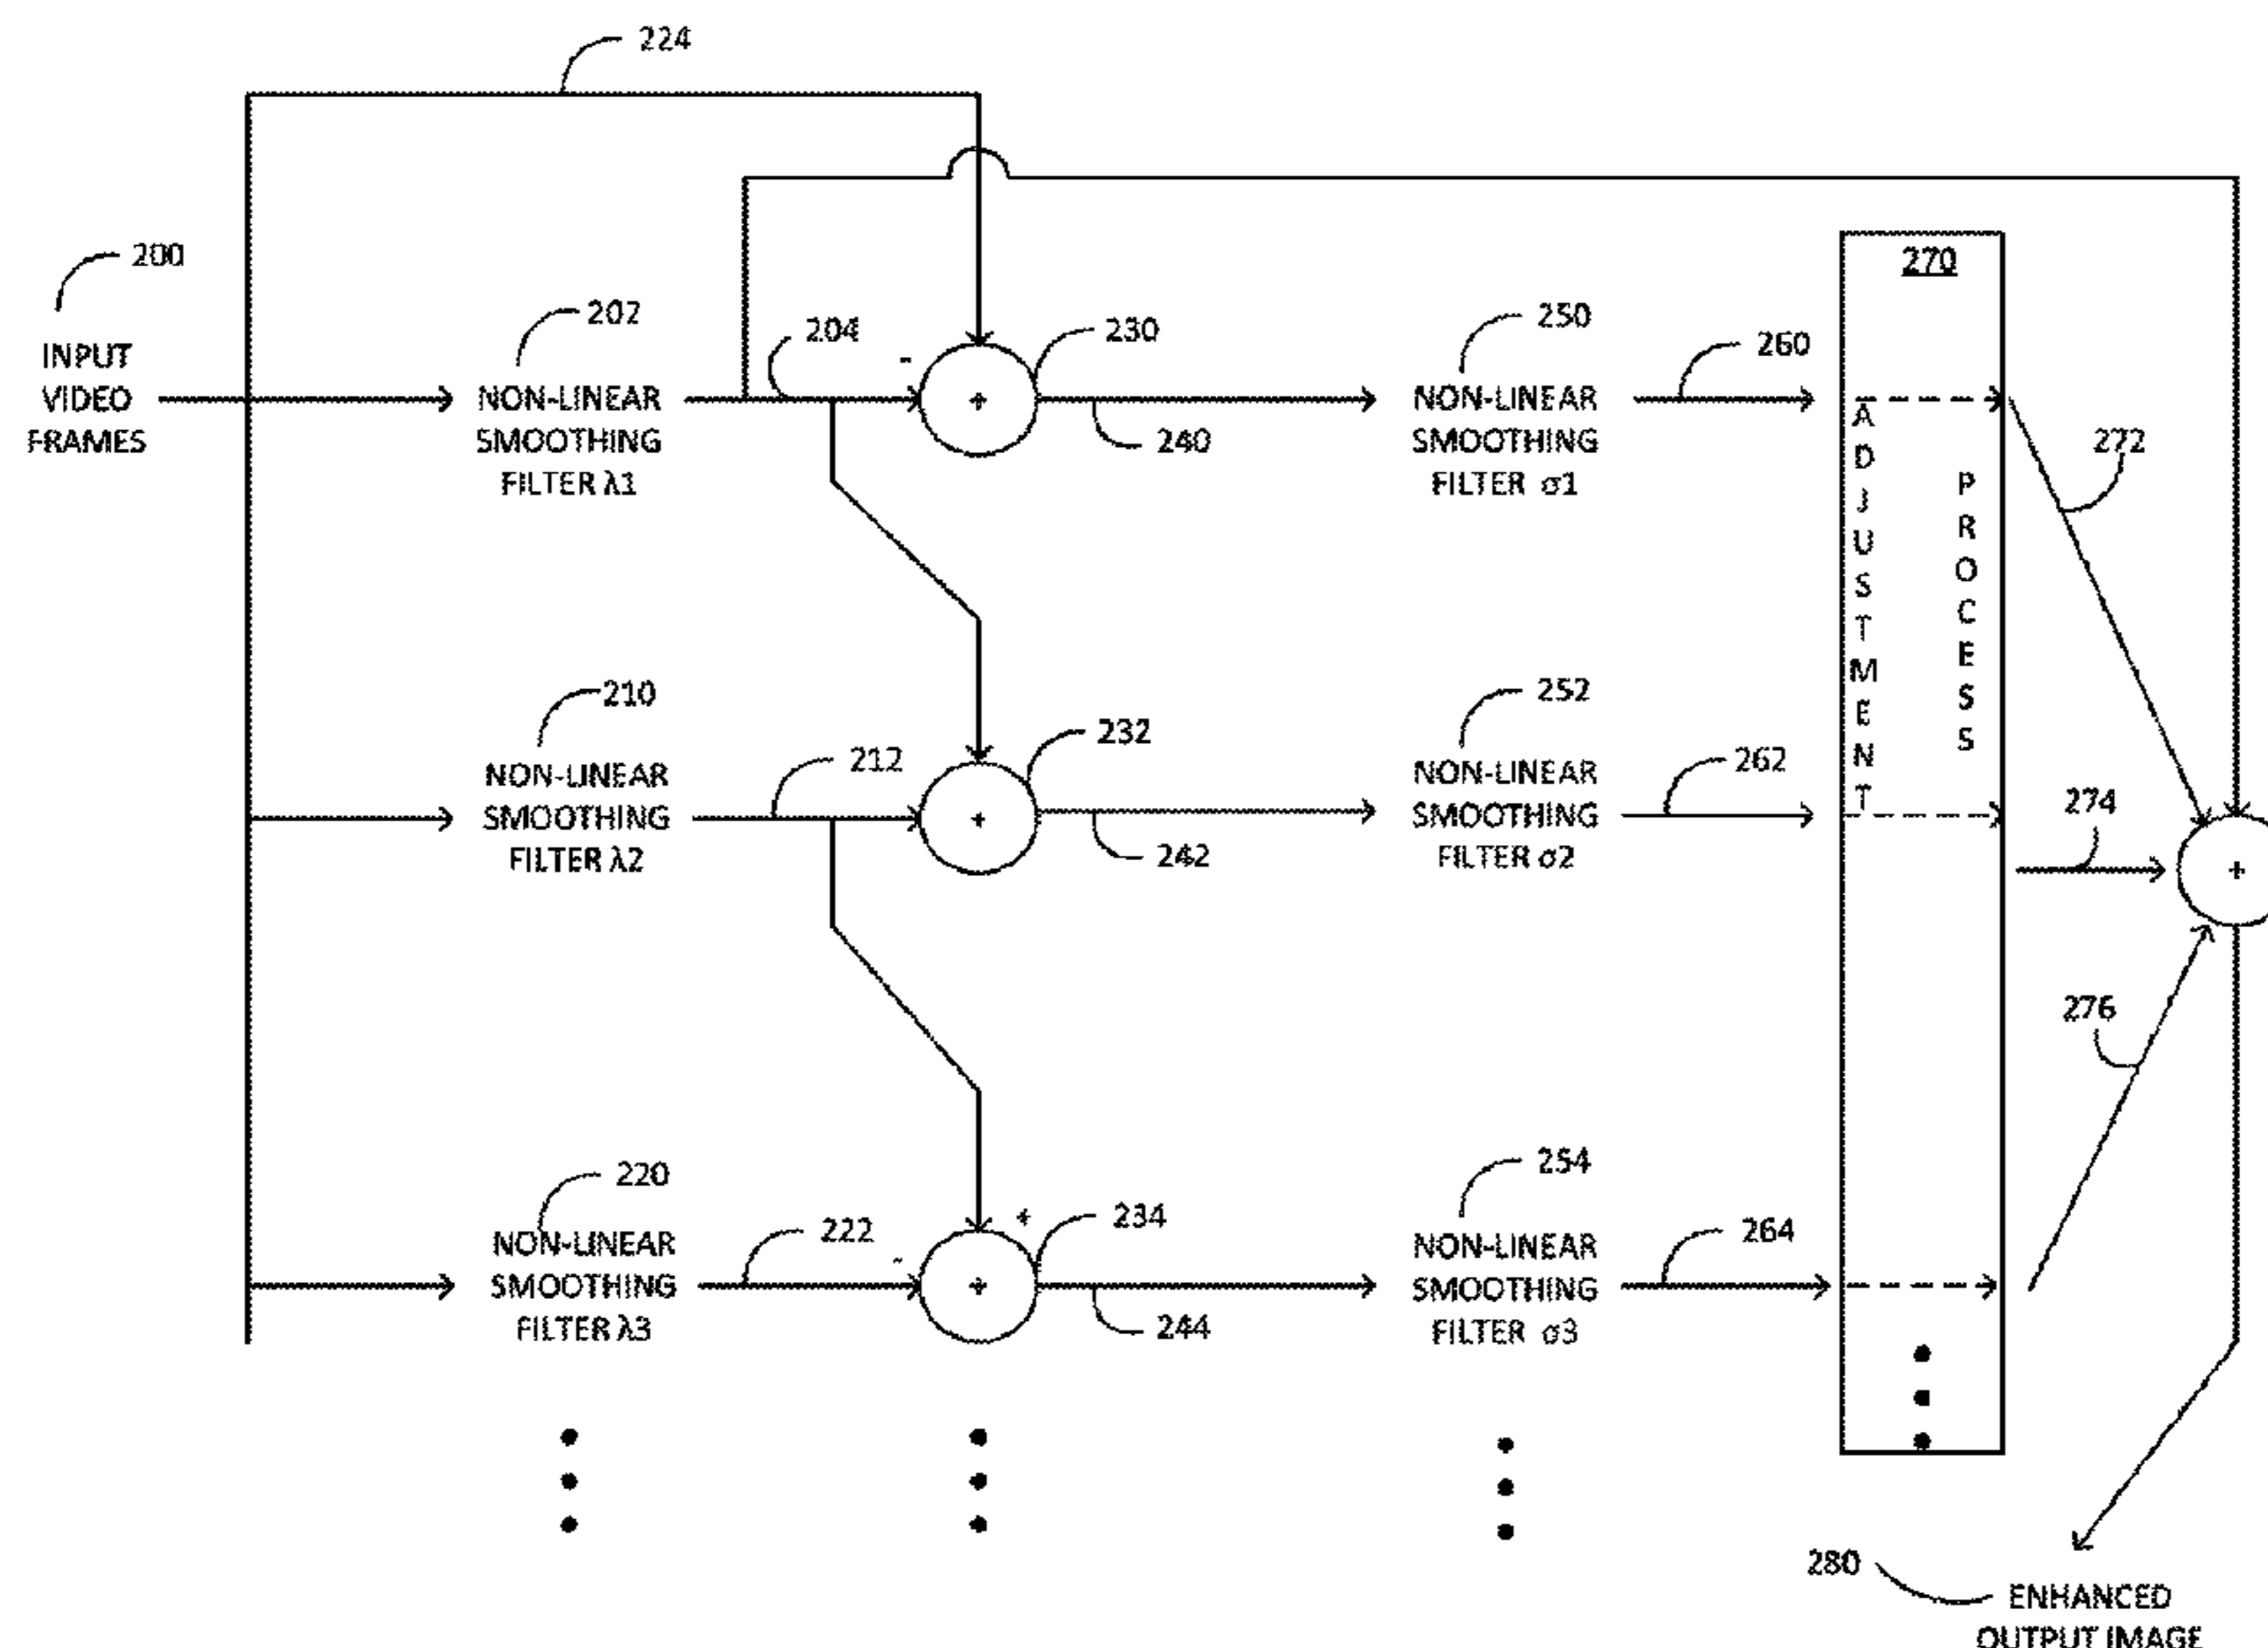 224
200
INPUT
VIDEO
FRAMES
202
NON-LINEAR
SMOOTHING
FILTER λ1
204
-
+
230
240
250
NON-LINEAR
SMOOTHING
FILTER σ1
260
270
ADJUSTMENT
PROCESS
272
210
NON-LINEAR
SMOOTHING
FILTER λ2
212
+
232
242
252
NON-LINEAR
SMOOTHING
FILTER σ2
262
274
+
276
220
NON-LINEAR
SMOOTHING
FILTER λ3
222
-
+
+
234
244
254
NON-LINEAR
SMOOTHING
FILTER σ3
264
280
ENHANCED
OUTPUT IMAGE